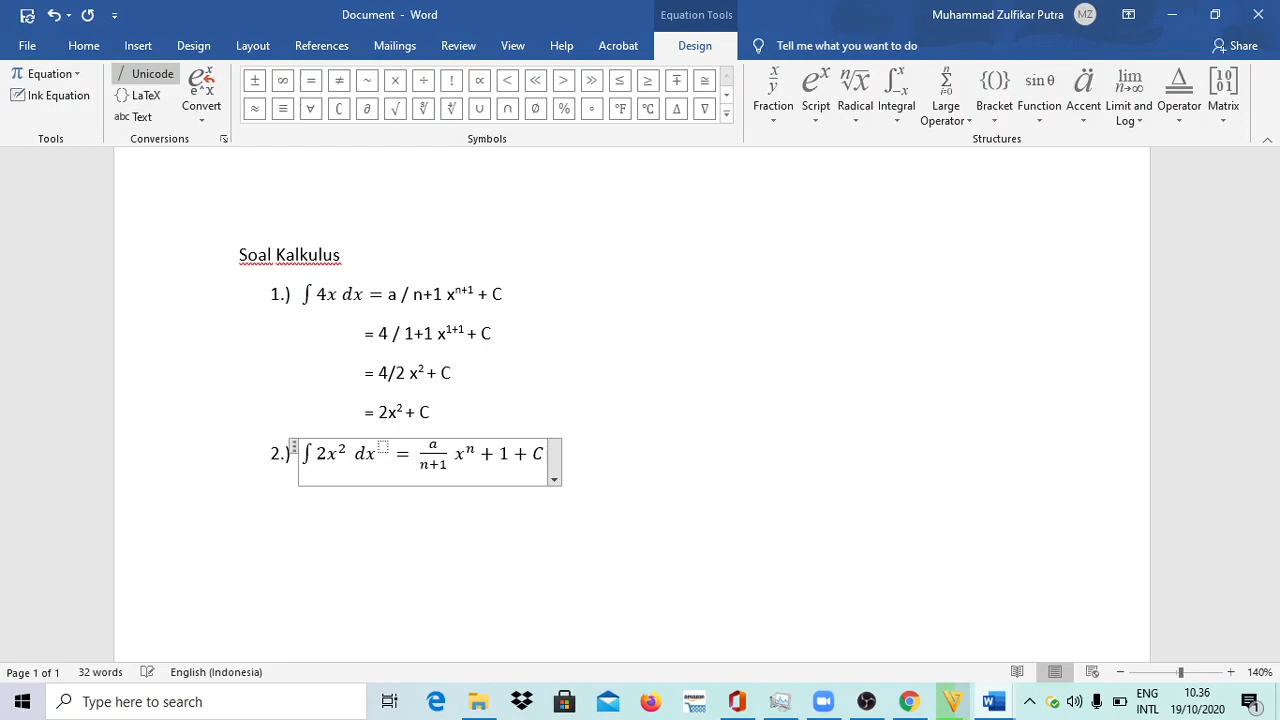 Document - Word
Equation Tools
Muhammad Zulfikar Putra MZ
File Home Insert Design Layout References Mailings Review View Help Acrobat Design Tell me what you want to do Share
π Equation
Ink Equation
abc Text
Unicode
{} LaTeX
Convert
± ∞ = ≠ ~ × ÷ ! ∝ < ≪ > ≫ ≤ ≥ ∓ ≅
≈ ≡ ∀ ∁ ∂ √ ∛ ∜ ∪ ∩ ∅ % ° °F °C ∆ ∇
Fraction Script Radical Integral Large Operator Bracket Function Accent Limit and Log Operator Matrix
Tools Conversions Symbols Structures
Soal Kalkulus
1.) ∫ 4x dx = a / n+1 xⁿ⁺¹ + C
= 4 / 1+1 x¹⁺¹ + C
= 4/2 x² + C
= 2x² + C
2.) ∫ 2x² dx = a/n+1 xⁿ + 1 + C
Page 1 of 1 32 words English (Indonesia) 140%
Type here to search
ENG
INTL
10.36
19/10/2020
1